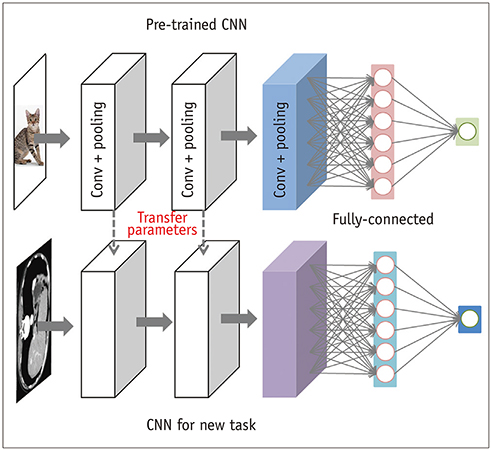 Pre-trained CNN
Conv + pooling
Conv + pooling
Conv + pooling
Transfer
parameters
Fully-connected
CNN for new task